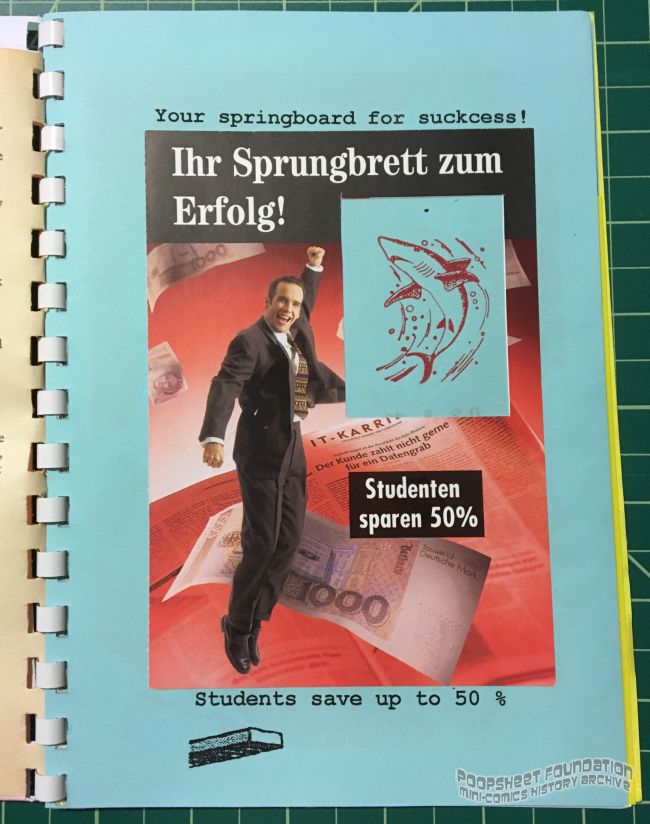 Your springboard for suckcess!
Ihr Sprungbrett zum
Erfolg!
IT-KARRI
Der Kunde zahlt nicht gerne
für ein Datengrab
Studenten
sparen 50%
Tausend
Deutsche Mark
1000
Students save up to 50 %
POOPSHEET FOUNDATION
MINI-COMICS HISTORY ARCHIVE